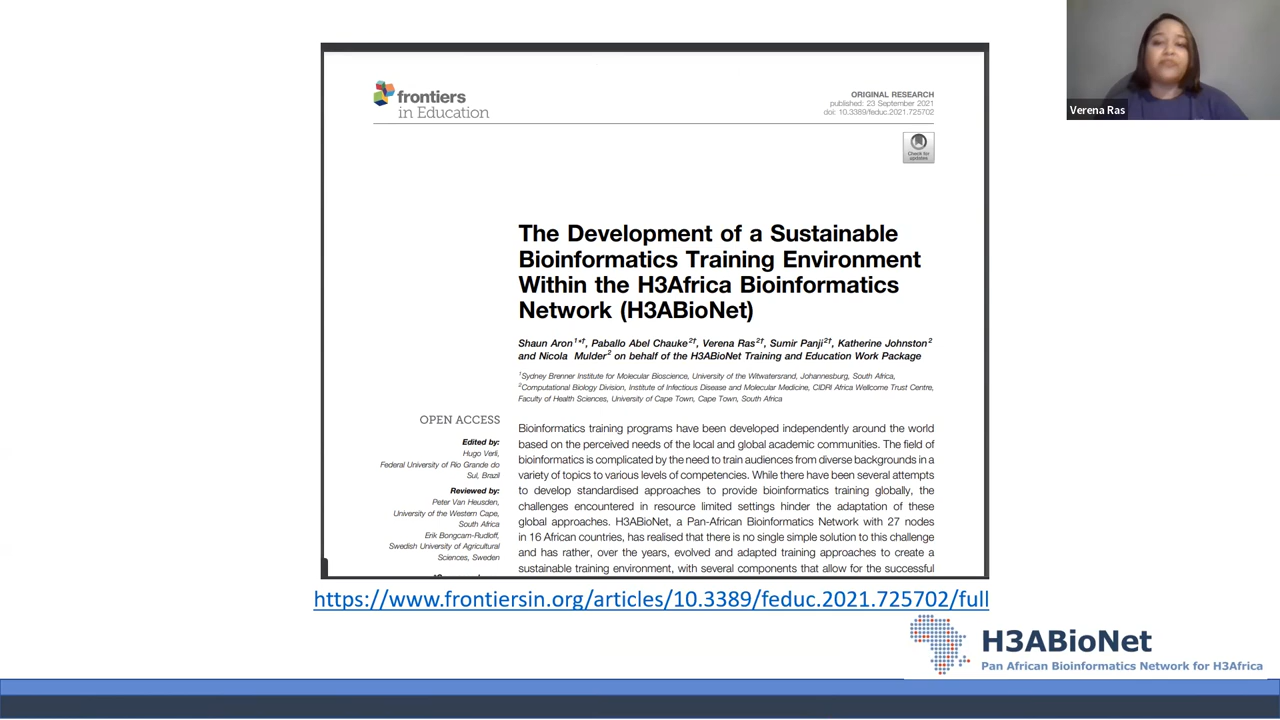 Verena Ras
frontiers
in Education
ORIGINAL RESEARCH
published: 23 September 2021
doi: 10.3389/feduc.2021.725702
Check for
updates
The Development of a Sustainable
Bioinformatics Training Environment
Within the H3Africa Bioinformatics
Network (H3ABioNet)
Shaun Aron1*†, Paballo Abel Chauke2†, Verena Ras2†, Sumir Panji2†, Katherine Johnston2
and Nicola Mulder2 on behalf of the H3ABioNet Training and Education Work Package
1Sydney Brenner Institute for Molecular Bioscience, University of the Witwatersrand, Johannesburg, South Africa,
2Computational Biology Division, Institute of Infectious Disease and Molecular Medicine, CIDRI Africa Wellcome Trust Centre,
Faculty of Health Sciences, University of Cape Town, Cape Town, South Africa
OPEN ACCESS
Edited by:
Hugo Verli,
Federal University of Rio Grande do
Sul, Brazil
Reviewed by:
Peter Van Heusden,
University of the Western Cape,
South Africa
Erik Bongcam-Rudloff,
Swedish University of Agricultural
Sciences, Sweden
Bioinformatics training programs have been developed independently around the world
based on the perceived needs of the local and global academic communities. The field of
bioinformatics is complicated by the need to train audiences from diverse backgrounds in a
variety of topics to various levels of competencies. While there have been several attempts
to develop standardised approaches to provide bioinformatics training globally, the
challenges encountered in resource limited settings hinder the adaptation of these
global approaches. H3ABioNet, a Pan-African Bioinformatics Network with 27 nodes
in 16 African countries, has realised that there is no single simple solution to this challenge
and has rather, over the years, evolved and adapted training approaches to create a
sustainable training environment, with several components that allow for the successful
https://www.frontiersin.org/articles/10.3389/feduc.2021.725702/full
H3ABioNet
Pan African Bioinformatics Network for H3Africa